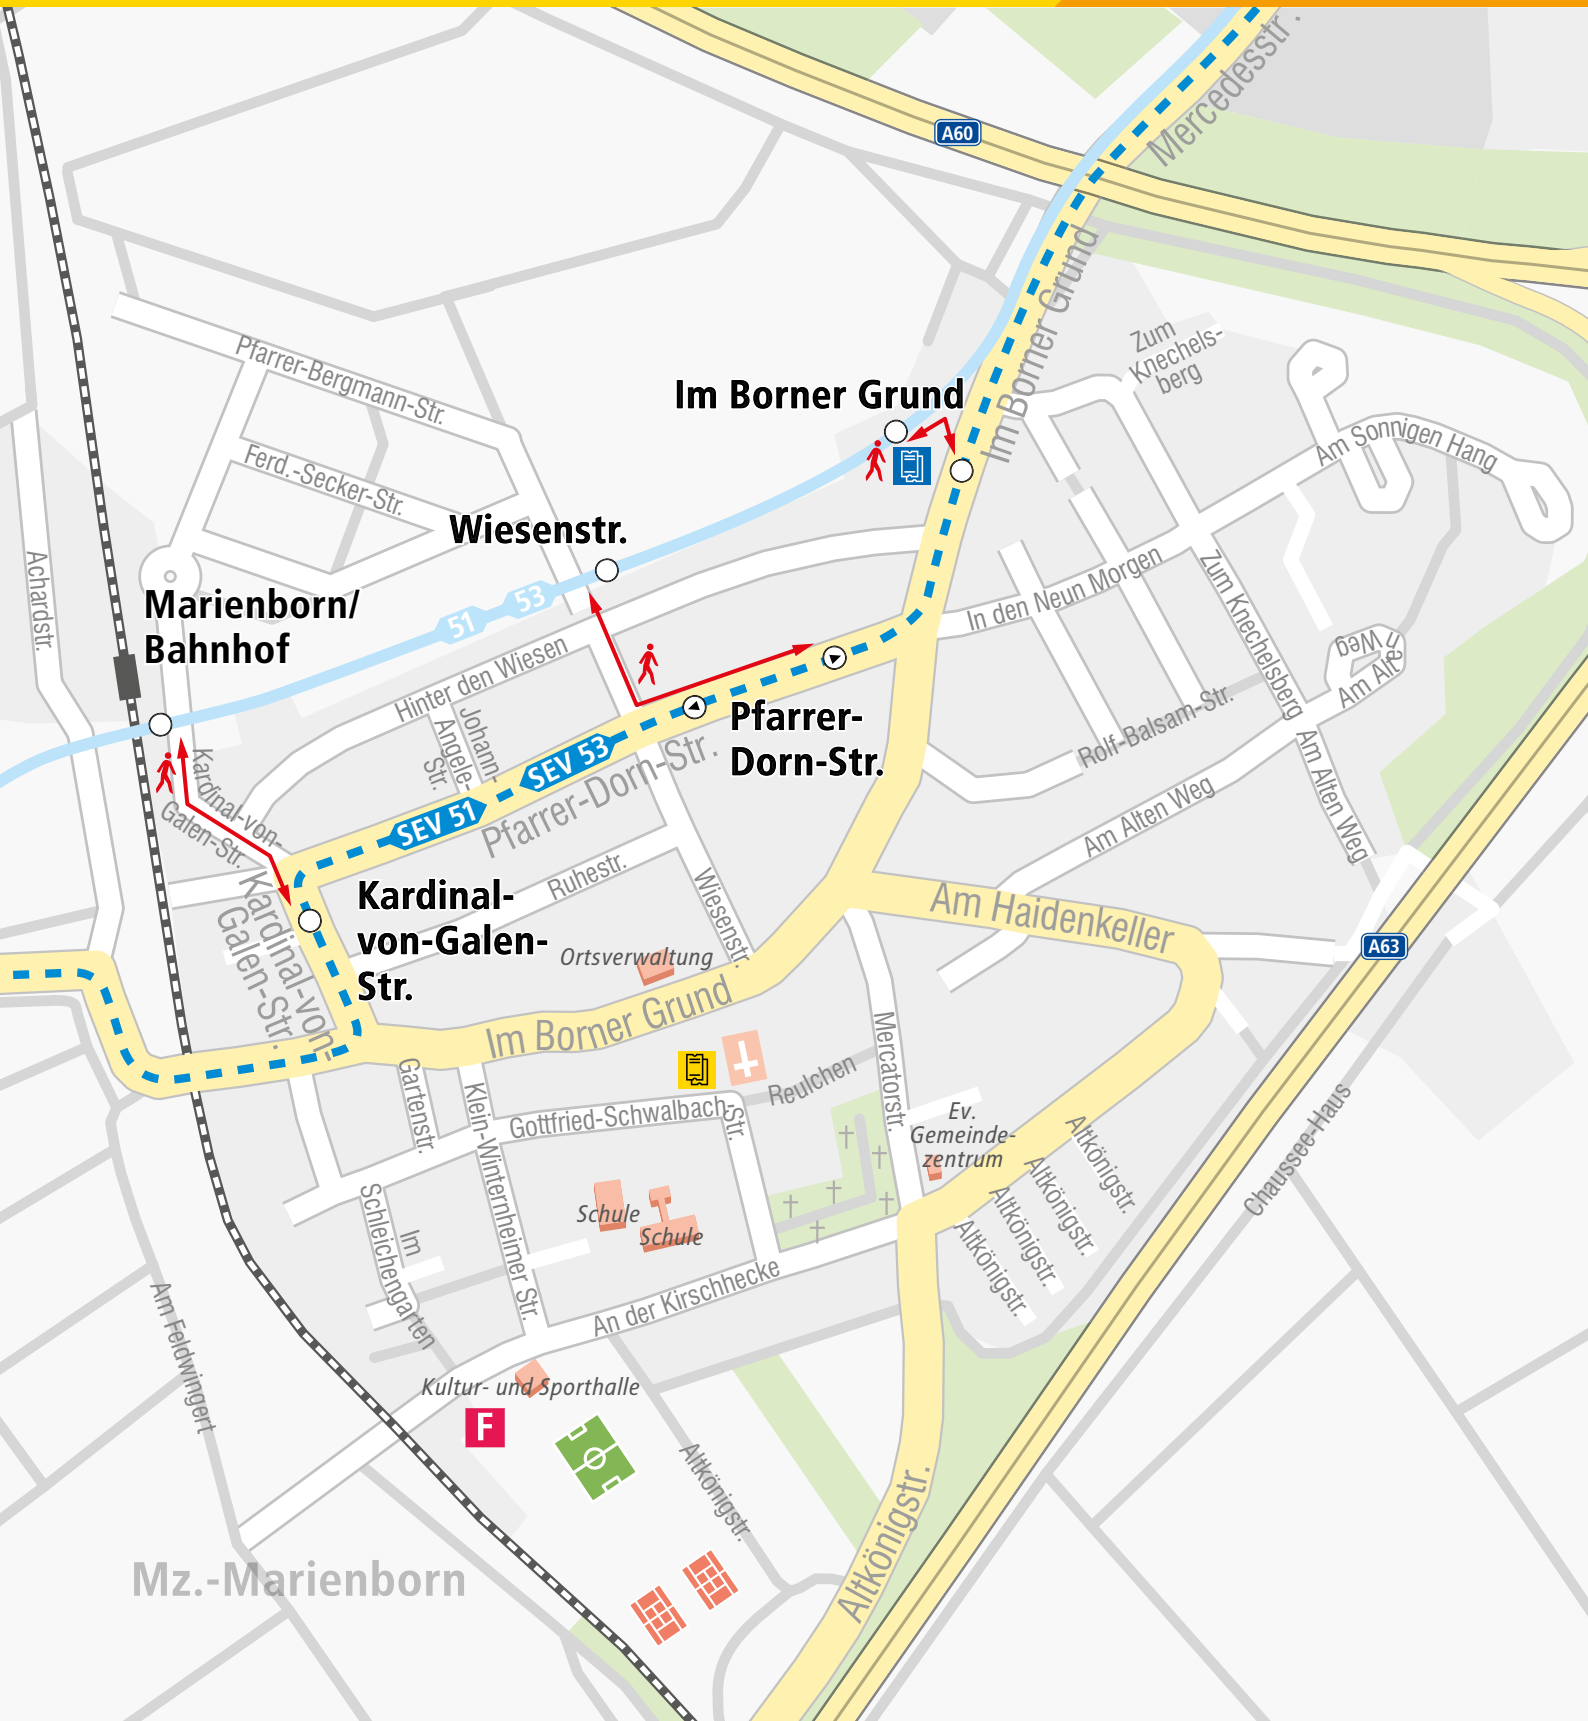 A60
Mercedesstr.
Im Borner Grund
Zum
Knechels-
berg
Pfarrer-Bergmann-Str.
Im Borner Grund
Am Sonnigen Hang
Ferd.-Secker-Str.
Wiesenstr.
Achardstr.
Marienborn/
Bahnhof
51
53
In den Neun Morgen
Zum Knechelsberg
Hinter den Wiesen
Am Alten Weg
Johann-
Angele-
Str.
Pfarrer-
Dorn-Str.
Rolf-Balsam-Str.
Am Alten Weg
SEV 53
SEV 51
Pfarrer-Dorn-Str.
Kardinal-von-
Galen-Str.
Am Alten Weg
Ruhestr.
Wiesenstr.
Kardinal-
von-Galen-
Str.
Kardinal-von-
Galen-Str.
Am Haidenkeller
A63
Ortsverwaltung
Im Borner Grund
Mercatorstr.
Reulchen
Gartenstr.
Klein-Winternheimer Str.
Gottfried-Schwalbach-
Str.
Ev.
Gemeinde-
zentrum
Altkönigstr.
Altkönigstr.
Altkönigstr.
Altkönigstr.
Chaussee-Haus
Schule
Schule
Im
Schleichengarten
An der Kirschhecke
Am Feldwingert
Kultur- und Sporthalle
F
Altkönigstr.
Altkönigstr.
Mz.-Marienborn